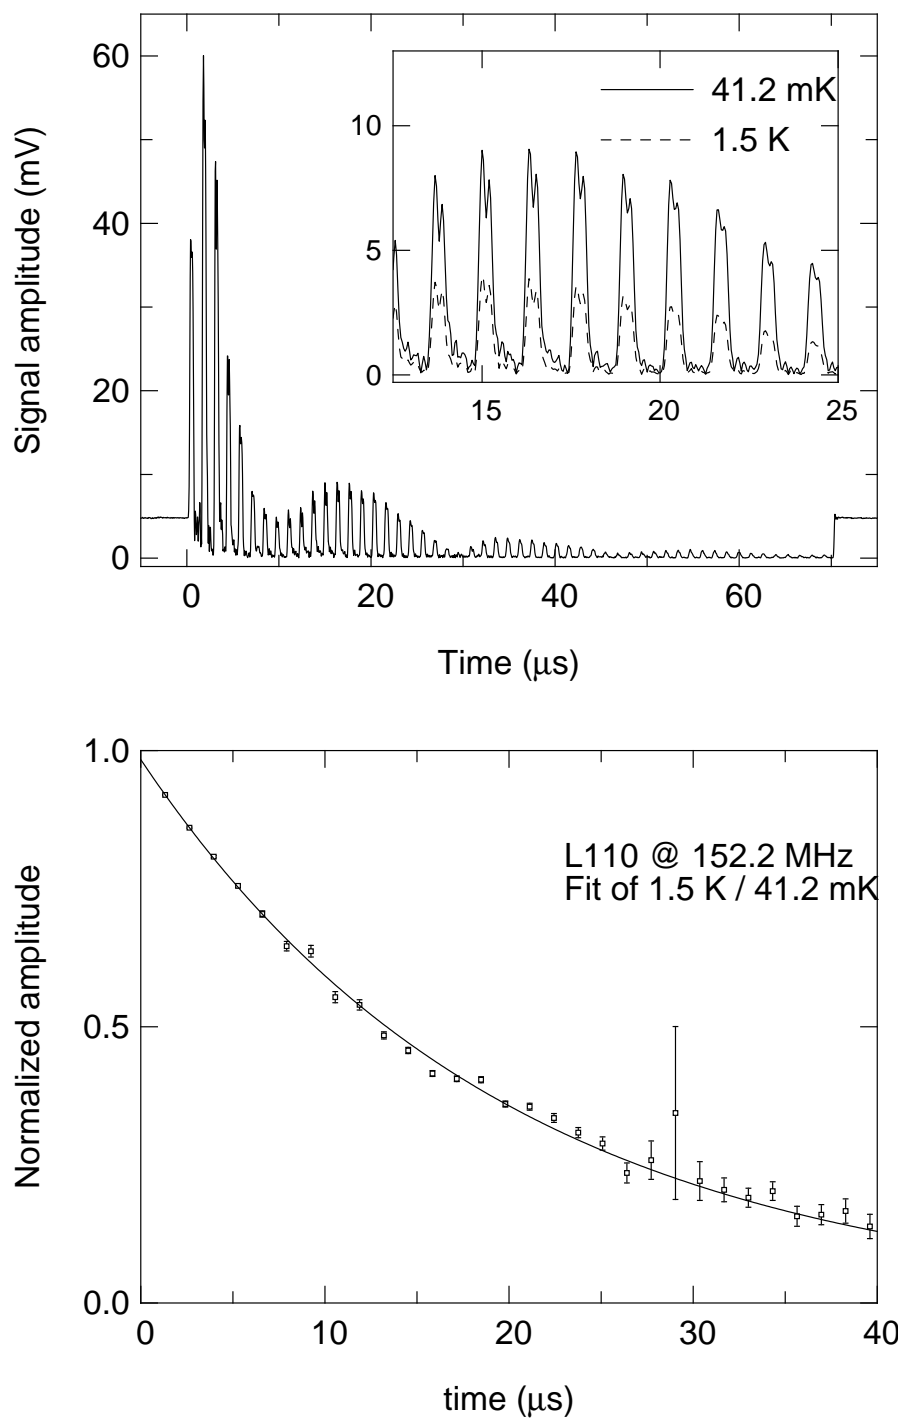 Signal amplitude (mV)
60
40
20
0
41.2 mK
1.5 K
10
5
0
15
20
25
0
20
40
60
Time (μs)
Normalized amplitude
1.0
0.5
0.0
L110 @ 152.2 MHz
Fit of 1.5 K / 41.2 mK
0
10
20
30
40
time (μs)